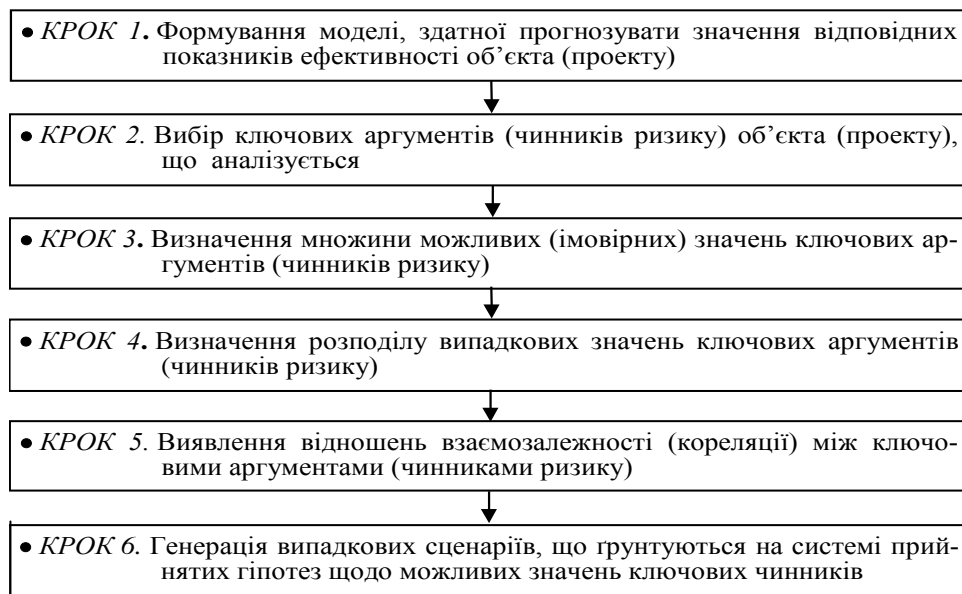 • КРОК 1. Формування моделі, здатної прогнозувати значення відповідних
показників ефективності об’єкта (проекту)
• КРОК 2. Вибір ключових аргументів (чинників ризику) об’єкта (проекту),
що аналізується
• КРОК 3. Визначення множини можливих (імовірних) значень ключових ар-
гументів (чинників ризику)
• КРОК 4. Визначення розподілу випадкових значень ключових аргументів
(чинників ризику)
• КРОК 5. Виявлення відношень взаємозалежності (кореляції) між ключо-
вими аргументами (чинниками ризику)
• КРОК 6. Генерація випадкових сценаріїв, що ґрунтуються на системі прий-
нятих гіпотез щодо можливих значень ключових чинників